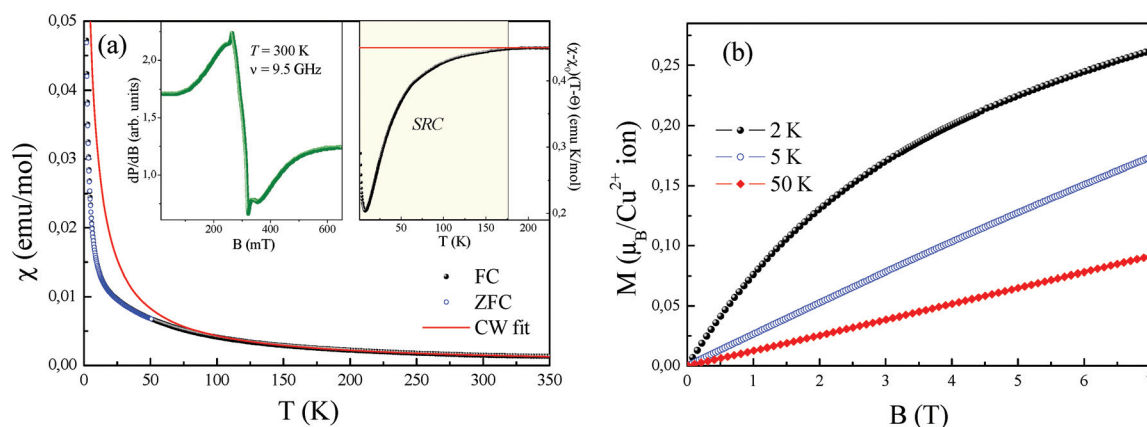 (a)
0,05
0,04
0,03
0,02
0,01
0,00
χ (emu/mol)
0
50
100
150
200
250
300
350
T (K)
FC
ZFC
CW fit
T = 300 K
ν = 9.5 GHz
2,0
1,5
1,0
dP/dB (arb. units)
0
200
400
600
B (mT)
SRC
0,4
0,2
(χ-χ₀)(T-Θ) (emu K/mol)
50
100
150
200
T (K)
(b)
0,25
0,20
0,15
0,10
0,05
0,00
M (μB/Cu²⁺ ion)
2 K
5 K
50 K
0
1
2
3
4
5
6
7
B (T)